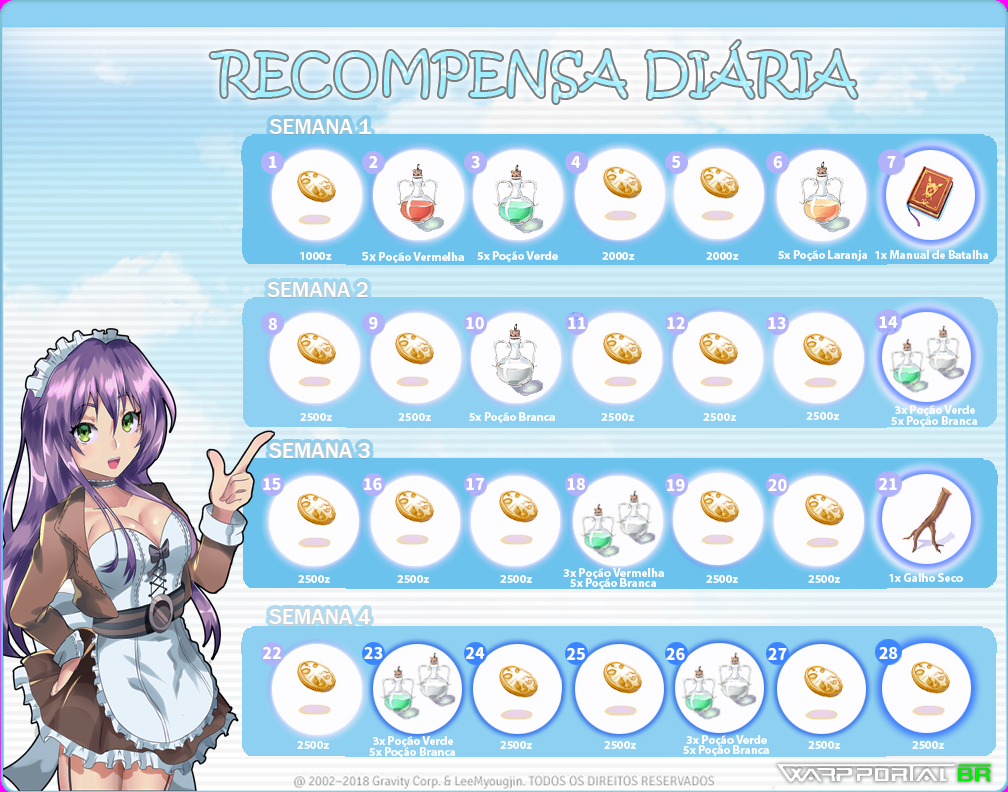 RECOMPENSA DIÁRIA
SEMANA 1
1 2 3 4 5 6 7
1000z 5x Poção Vermelha 5x Poção Verde 2000z 2000z 5x Poção Laranja 1x Manual de Batalha
SEMANA 2
8 9 10 11 12 13 14
2500z 2500z 5x Poção Branca 2500z 2500z 2500z 3x Poção Verde
5x Poção Branca
SEMANA 3
15 16 17 18 19 20 21
2500z 2500z 2500z 3x Poção Vermelha 2500z 2500z 1x Galho Seco
5x Poção Branca
SEMANA 4
22 23 24 25 26 27 28
2500z 3x Poção Verde 2500z 2500z 3x Poção Verde 2500z 2500z
5x Poção Branca 5x Poção Branca
@ 2002-2018 Gravity Corp. & LeeMyougjin. TODOS OS DIREITOS RESERVADOS
WARPPORTAL BR